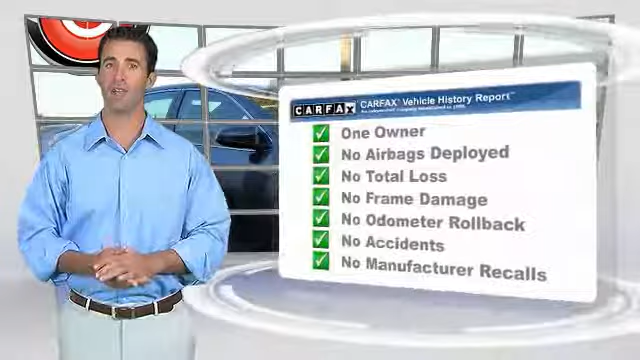 CARFAX CARFAX Vehicle History Report™
One Owner
No Airbags Deployed
No Total Loss
No Frame Damage
No Odometer Rollback
No Accidents
No Manufacturer Recalls